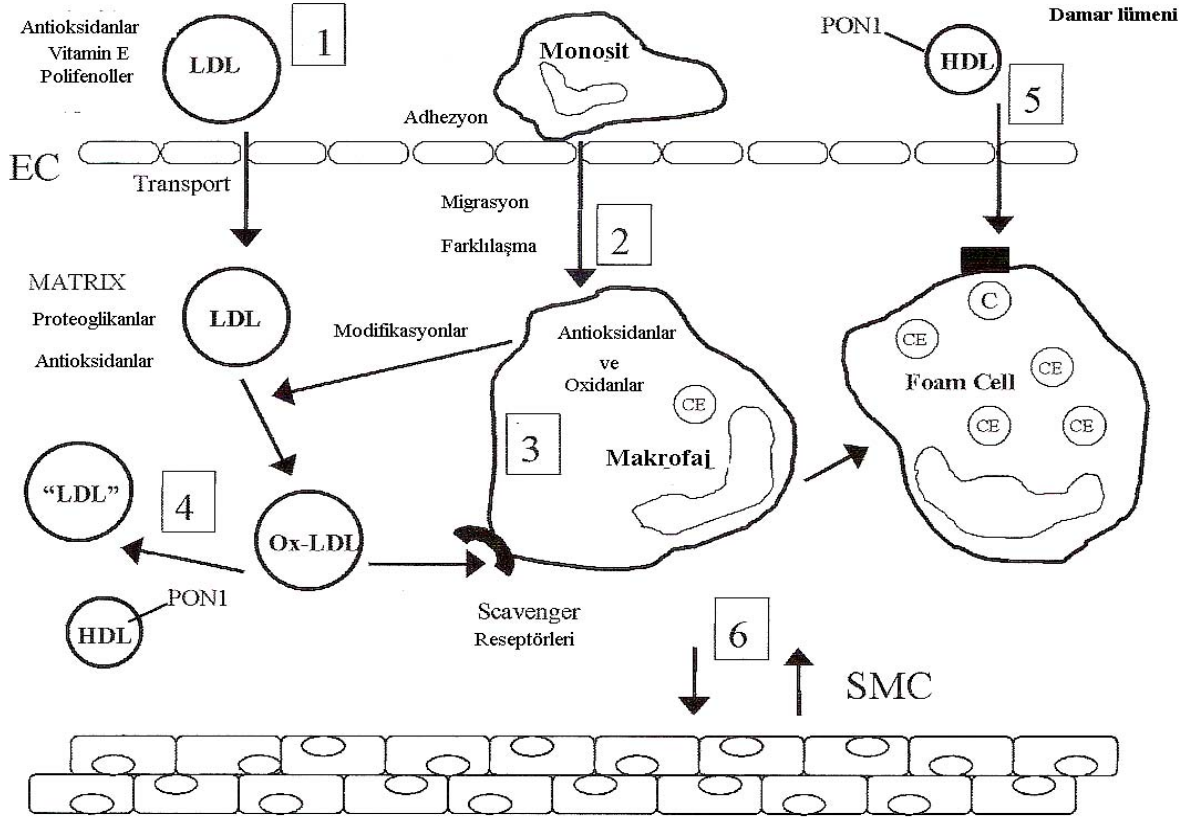 Antioksidanlar
Vitamin E
Polifenoller
LDL
1
Monosit
Adhezyon
PON1
HDL
5
Damar lümeni
EC
Transport
Migrasyon
Farklılaşma
2
MATRIX
Proteoglikanlar
Antioksidanlar
LDL
Modifikasyonlar
Antioksidanlar
ve
Oxidanlar
CE
3
Makrofaj
C
CE
CE
Foam Cell
CE
CE
“LDL”
4
Ox-LDL
PON1
HDL
Scavenger
Reseptörleri
6
SMC